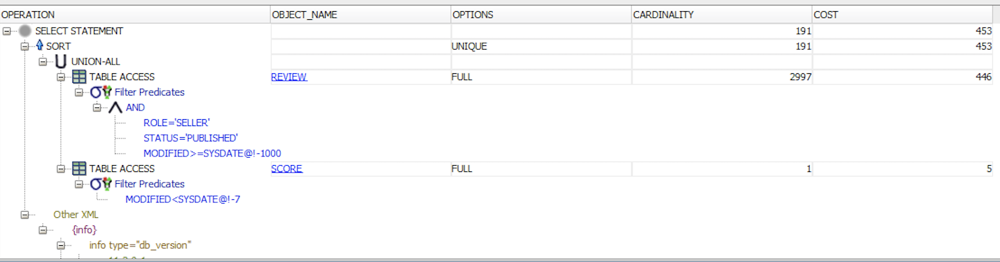 OPERATION OBJECT_NAME OPTIONS CARDINALITY COST
SELECT STATEMENT 191 453
SORT UNIQUE 191 453
UNION-ALL
TABLE ACCESS REVIEW FULL 2997 446
Filter Predicates
AND
ROLE='SELLER'
STATUS='PUBLISHED'
MODIFIED>=SYSDATE@!-1000
TABLE ACCESS SCORE FULL 1 5
Filter Predicates
MODIFIED<SYSDATE@!-7
Other XML
{info}
info type="db_version"